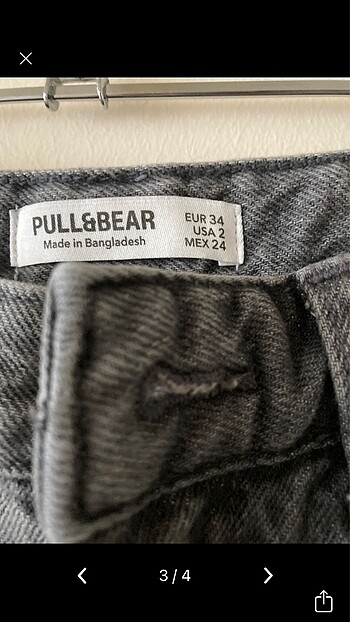 PULL&BEAR
Made in Bangladesh
EUR 34
USA 2
MEX 24
3/4